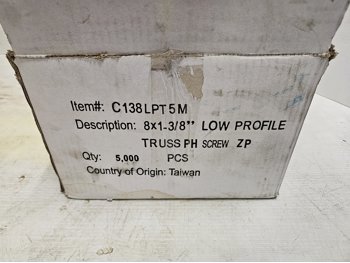 Item#: C138LPT5M
Description: 8x1-3/8" LOW PROFILE
TRUSS PH SCREW ZP
Qty: 5,000 PCS
Country of Origin: Taiwan